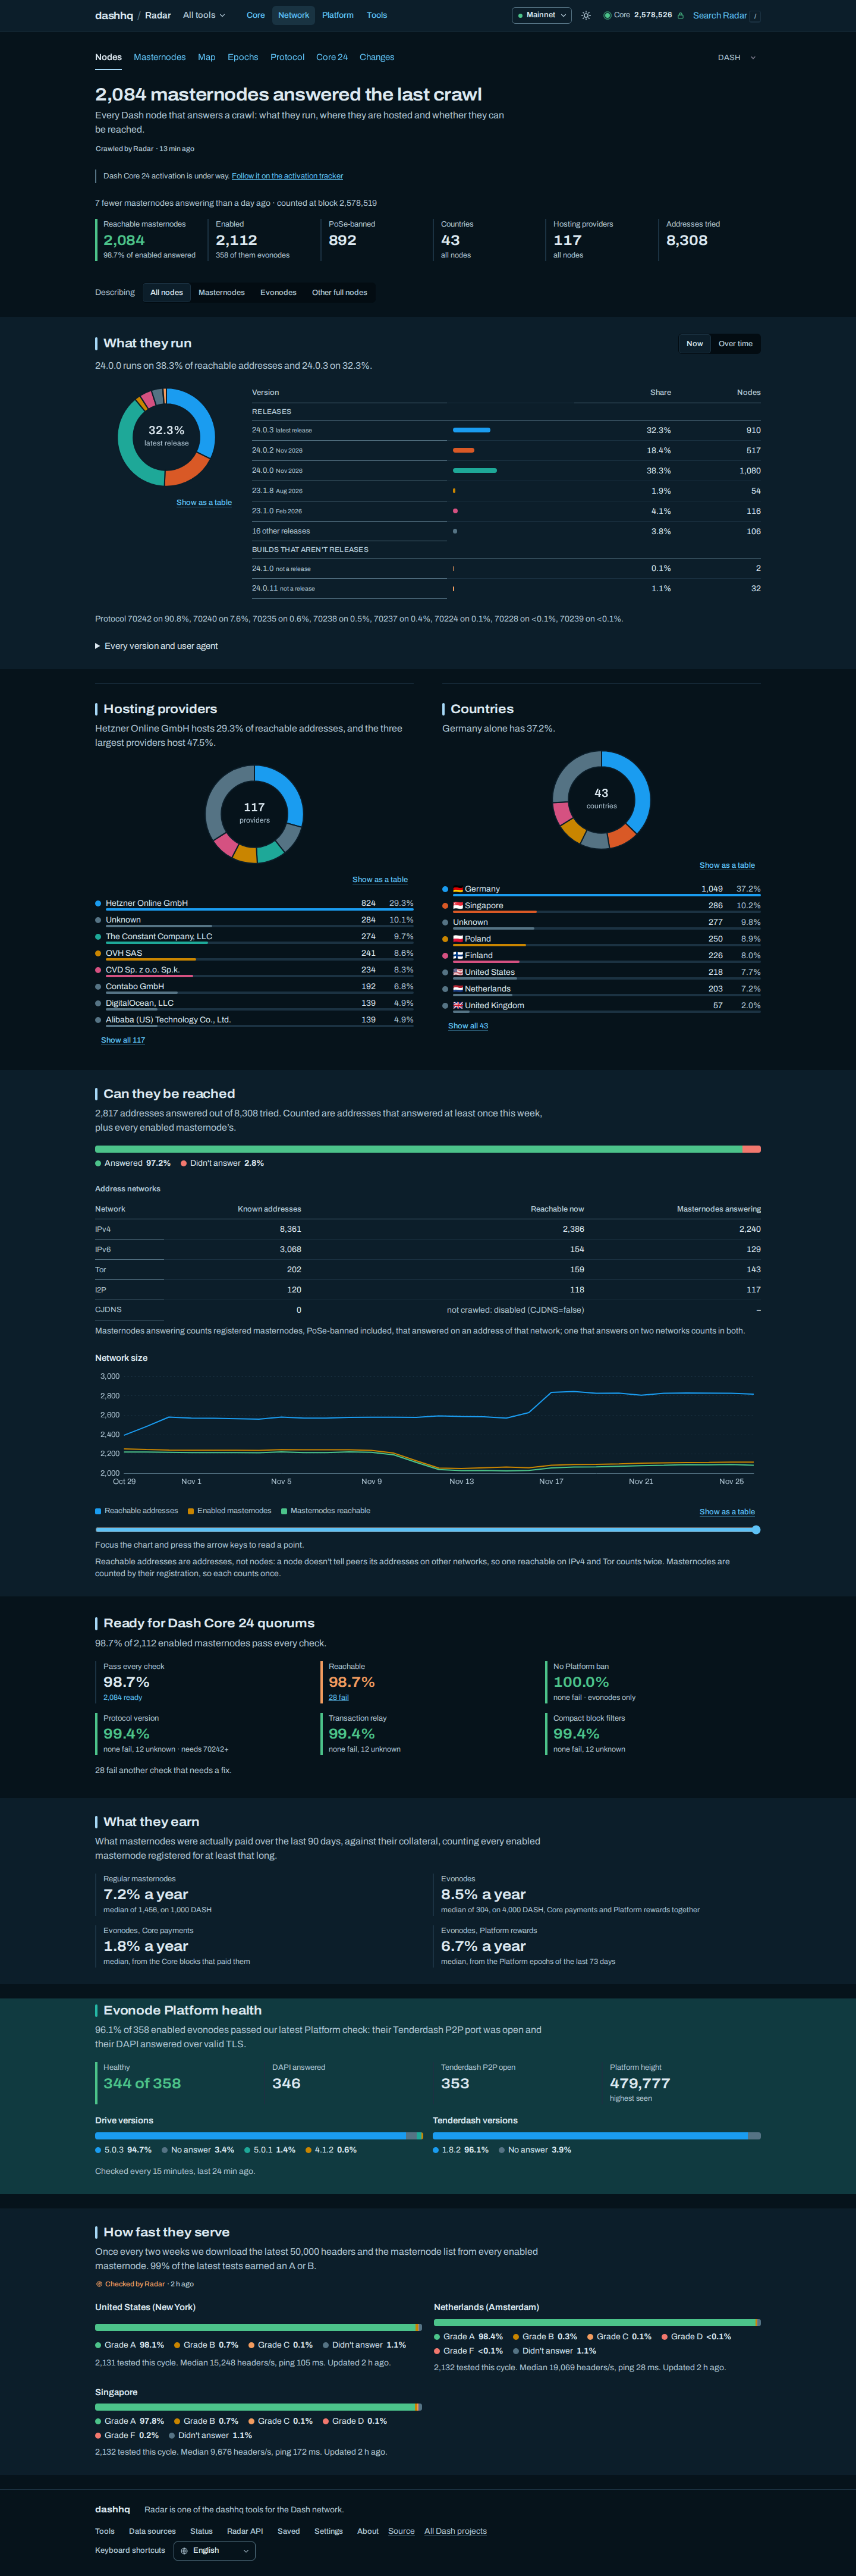 dashhq / Radar All tools Core Network Platform Tools Mainnet Core 2,578,526 Search Radar /
Nodes Masternodes Map Epochs Protocol Core 24 Changes DASH
2,084 masternodes answered the last crawl
Every Dash node that answers a crawl: what they run, where they are hosted and whether they can
be reached.
Crawled by Radar · 13 min ago
Dash Core 24 activation is under way. Follow it on the activation tracker
7 fewer masternodes answering than a day ago · counted at block 2,578,519
Reachable masternodes Enabled PoSe-banned Countries Hosting providers Addresses tried
2,084 2,112 892 43 117 8,308
98.7% of enabled answered 358 of them evonodes all nodes all nodes
Describing All nodes Masternodes Evonodes Other full nodes
What they run Now Over time
24.0.0 runs on 38.3% of reachable addresses and 24.0.3 on 32.3%.
32.3%
latest release
Show as a table
Version Share Nodes
RELEASES
24.0.3 latest release 32.3% 910
24.0.2 Nov 2026 18.4% 517
24.0.0 Nov 2026 38.3% 1,080
23.1.8 Aug 2026 1.9% 54
23.1.0 Feb 2026 4.1% 116
16 other releases 3.8% 106
BUILDS THAT AREN'T RELEASES
24.1.0 not a release 0.1% 2
24.0.11 not a release 1.1% 32
Protocol 70242 on 90.8%, 70240 on 7.6%, 70235 on 0.6%, 70238 on 0.5%, 70237 on 0.4%, 70224 on 0.1%, 70228 on <0.1%, 70239 on <0.1%.
Every version and user agent
Hosting providers
Hetzner Online GmbH hosts 29.3% of reachable addresses, and the three
largest providers host 47.5%.
117
providers
Show as a table
Hetzner Online GmbH 824 29.3%
Unknown 284 10.1%
The Constant Company, LLC 274 9.7%
OVH SAS 241 8.6%
CVD Sp. z o.o. Sp.k. 234 8.3%
Contabo GmbH 192 6.8%
DigitalOcean, LLC 139 4.9%
Alibaba (US) Technology Co., Ltd. 139 4.9%
Show all 117
Countries
Germany alone has 37.2%.
43
countries
Show as a table
Germany 1,049 37.2%
Singapore 286 10.2%
Unknown 277 9.8%
Poland 250 8.9%
Finland 226 8.0%
United States 218 7.7%
Netherlands 203 7.2%
United Kingdom 57 2.0%
Show all 43
Can they be reached
2,817 addresses answered out of 8,308 tried. Counted are addresses that answered at least once this week,
plus every enabled masternode's.
Answered 97.2% Didn't answer 2.8%
Address networks
Network Known addresses Reachable now Masternodes answering
IPv4 8,361 2,386 2,240
IPv6 3,068 154 129
Tor 202 159 143
I2P 120 118 117
CJDNS 0 not crawled: disabled (CJDNS=false) –
Masternodes answering counts registered masternodes, PoSe-banned included, that answered on an address of that network; one that answers on two networks counts in both.
Network size
3,000
2,800
2,600
2,400
2,200
2,000
Oct 29 Nov 1 Nov 5 Nov 9 Nov 13 Nov 17 Nov 21 Nov 25
Reachable addresses Enabled masternodes Masternodes reachable Show as a table
Focus the chart and press the arrow keys to read a point.
Reachable addresses are addresses, not nodes: a node doesn't tell peers its addresses on other networks, so one reachable on IPv4 and Tor counts twice. Masternodes are
counted by their registration, so each counts once.
Ready for Dash Core 24 quorums
98.7% of 2,112 enabled masternodes pass every check.
Pass every check Reachable No Platform ban
98.7% 98.7% 100.0%
2,084 ready 28 fail none fail · evonodes only
Protocol version Transaction relay Compact block filters
99.4% 99.4% 99.4%
none fail, 12 unknown · needs 70242+ none fail, 12 unknown none fail, 12 unknown
28 fail another check that needs a fix.
What they earn
What masternodes were actually paid over the last 90 days, against their collateral, counting every enabled
masternode registered for at least that long.
Regular masternodes Evonodes
7.2% a year 8.5% a year
median of 1,456, on 1,000 DASH median of 304, on 4,000 DASH, Core payments and Platform rewards together
Evonodes, Core payments Evonodes, Platform rewards
1.8% a year 6.7% a year
median, from the Core blocks that paid them median, from the Platform epochs of the last 73 days
Evonode Platform health
96.1% of 358 enabled evonodes passed our latest Platform check: their Tenderdash P2P port was open and
their DAPI answered over valid TLS.
Healthy DAPI answered Tenderdash P2P open Platform height
344 of 358 346 353 479,777
highest seen
Drive versions Tenderdash versions
5.0.3 94.7% No answer 3.4% 5.0.1 1.4% 4.1.2 0.6% 1.8.2 96.1% No answer 3.9%
Checked every 15 minutes, last 24 min ago.
How fast they serve
Once every two weeks we download the latest 50,000 headers and the masternode list from every enabled
masternode. 99% of the latest tests earned an A or B.
Checked by Radar · 2 h ago
United States (New York)
Grade A 98.1% Grade B 0.7% Grade C 0.1% Didn't answer 1.1%
2,131 tested this cycle. Median 15,248 headers/s, ping 105 ms. Updated 2 h ago.
Netherlands (Amsterdam)
Grade A 98.4% Grade B 0.3% Grade C 0.1% Grade D <0.1%
Grade F <0.1% Didn't answer 1.1%
2,132 tested this cycle. Median 19,069 headers/s, ping 28 ms. Updated 2 h ago.
Singapore
Grade A 97.8% Grade B 0.7% Grade C 0.1% Grade D 0.1%
Grade F 0.2% Didn't answer 1.1%
2,132 tested this cycle. Median 9,676 headers/s, ping 172 ms. Updated 2 h ago.
dashhq Radar is one of the dashhq tools for the Dash network.
Tools Data sources Status Radar API Saved Settings About Source All Dash projects
Keyboard shortcuts English